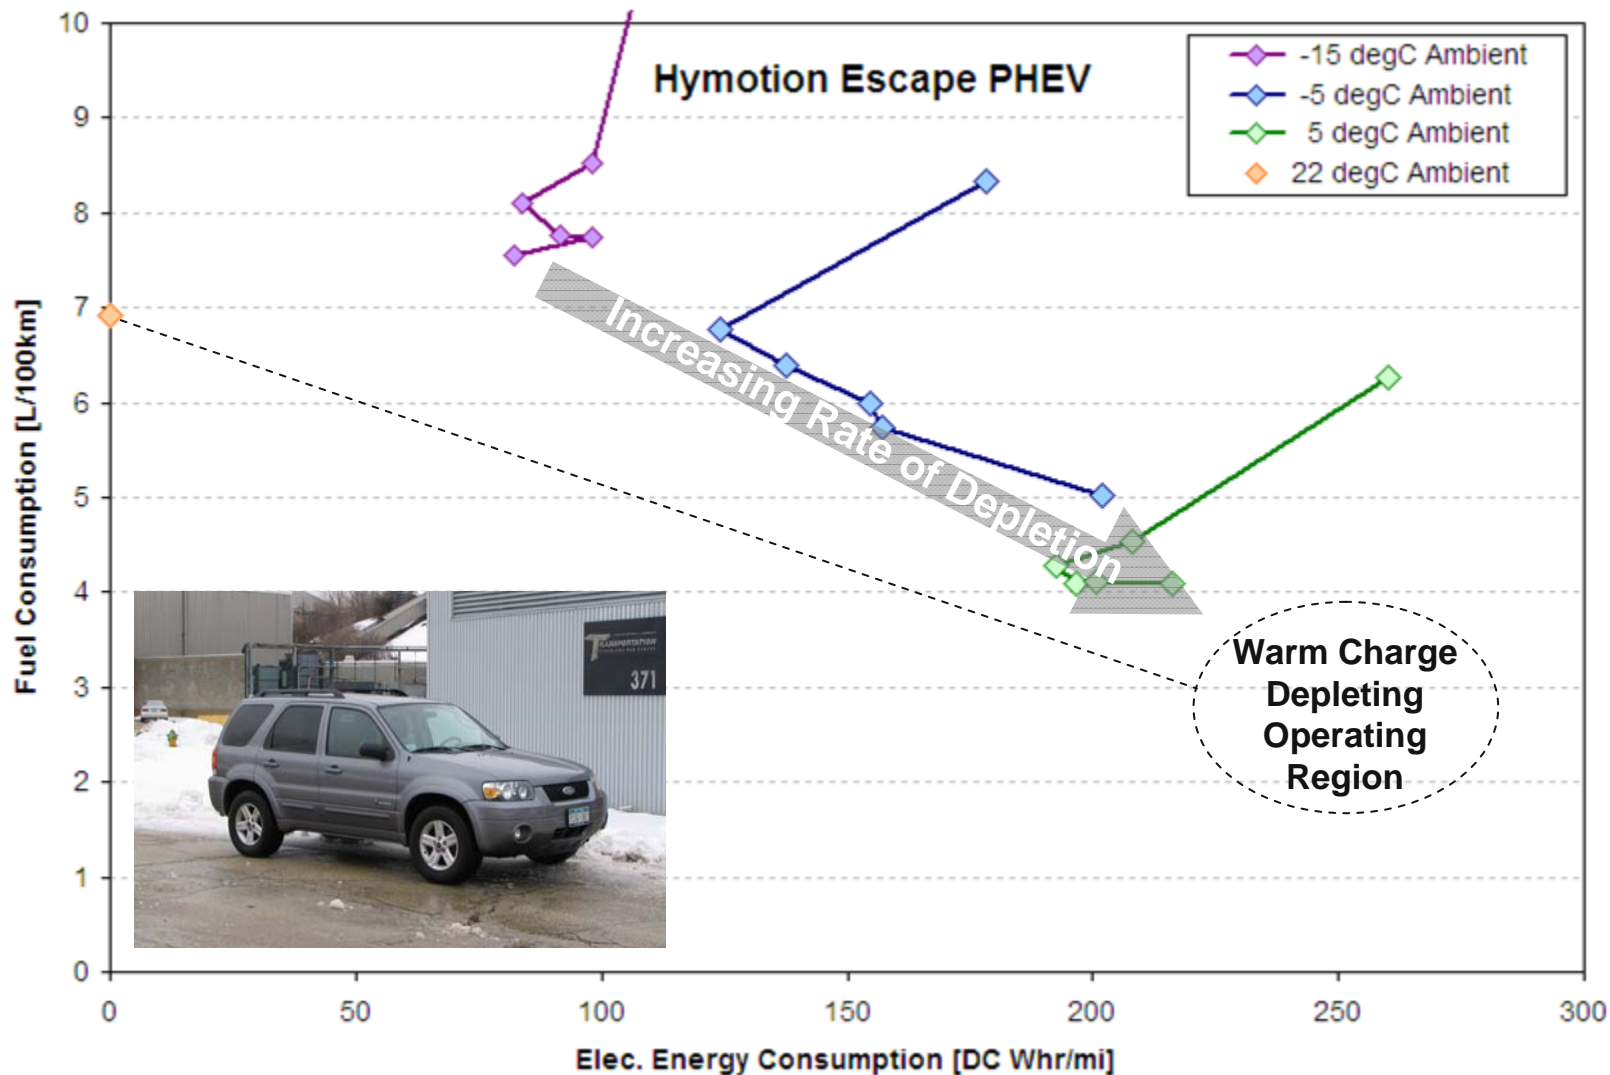 Hymotion Escape PHEV
-15 degC Ambient
-5 degC Ambient
5 degC Ambient
22 degC Ambient
Fuel Consumption [L/100km]
10
9
8
7
6
5
4
3
2
1
0
Increasing Rate of Depletion
Warm Charge
Depleting
Operating
Region
TRANSPORTATION
371
0
50
100
150
200
250
300
Elec. Energy Consumption [DC Whr/mi]